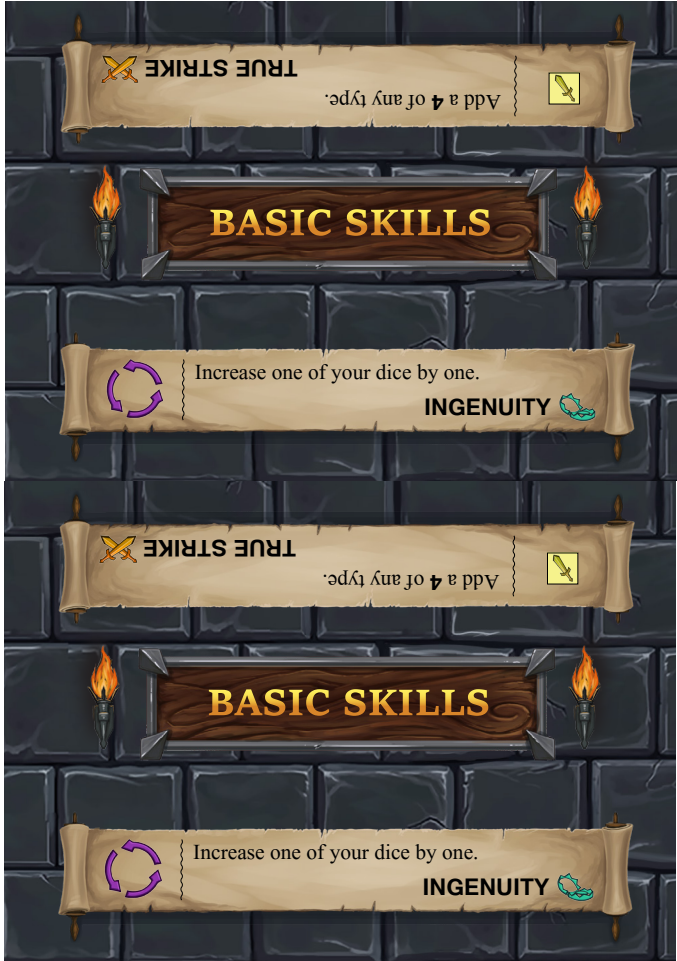 TRUE STRIKE
Add a 4 of any type.
BASIC SKILLS
Increase one of your dice by one.
INGENUITY
TRUE STRIKE
Add a 4 of any type.
BASIC SKILLS
Increase one of your dice by one.
INGENUITY